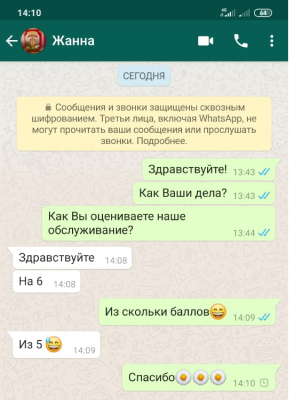 14:10
4G
64
Жанна
СЕГОДНЯ
Сообщения и звонки защищены сквозным
шифрованием. Третьи лица, включая WhatsApp, не
могут прочитать ваши сообщения или прослушать
звонки. Подробнее.
Здравствуйте! 13:43
Как Ваши дела? 13:43
Как Вы оцениваете наше
обслуживание? 13:44
Здравствуйте 14:08
На 6 14:08
Из скольки баллов😅 14:09
Из 5 😅 14:09
Спасибо🌼🌼🌼 14:10